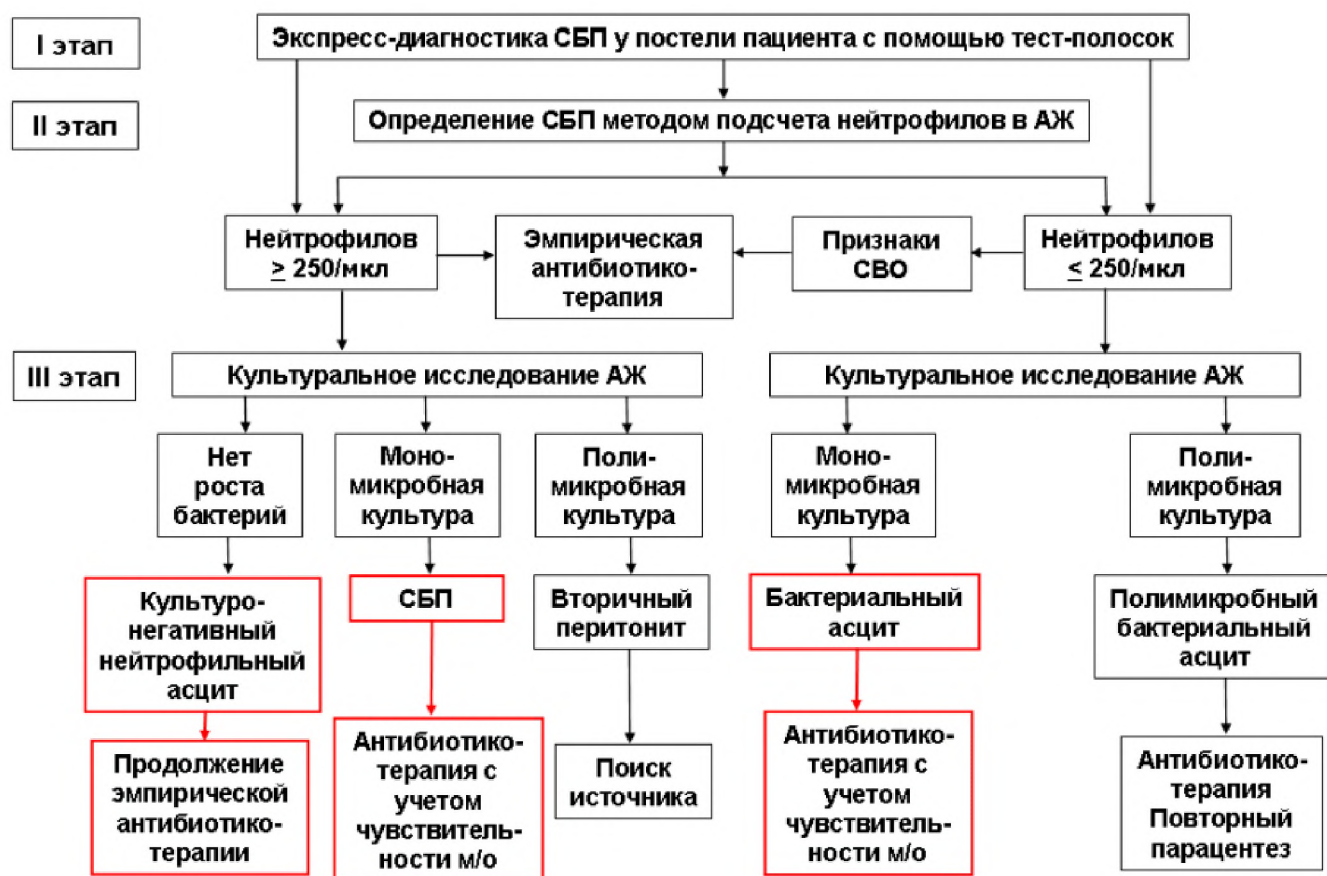 I этап
Экспресс-диагностика СБП у постели пациента с помощью тест-полосок
II этап
Определение СБП методом подсчета нейтрофилов в АЖ
Нейтрофилов
≥ 250/мкл
Эмпирическая
антибиотико-
терапия
Признаки
СВО
Нейтрофилов
≤ 250/мкл
III этап
Культуральное исследование АЖ
Культуральное исследование АЖ
Нет
роста
бактерий
Моно-
микробная
культура
Поли-
микробная
культура
Моно-
микробная
культура
Поли-
микробная
культура
Культуро-
негативный
нейтрофильный
асцит
СБП
Вторичный
перитонит
Бактериальный
асцит
Полимикробный
бактериальный
асцит
Продолжение
эмпирической
антибиотико-
терапии
Антибиотико-
терапия с
учетом
чувствитель-
ности м/о
Поиск
источника
Антибиотико-
терапия с
учетом
чувствитель-
ности м/о
Антибиотико-
терапия
Повторный
парацентез